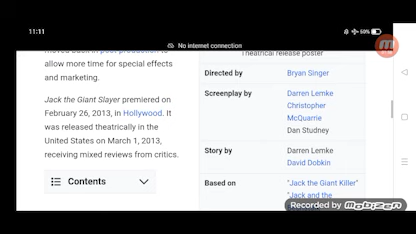 11:11
59%
No internet connection
moved back in post production to
allow more time for special effects
and marketing.
Jack the Giant Slayer premiered on
February 26, 2013, in Hollywood. It
was released theatrically in the
United States on March 1, 2013,
receiving mixed reviews from critics.
Contents
Theatrical release poster
Directed by Bryan Singer
Screenplay by Darren Lemke
Christopher
McQuarrie
Dan Studney
Story by Darren Lemke
David Dobkin
Based on "Jack the Giant Killer"
"Jack and the
Recorded by Mobizen